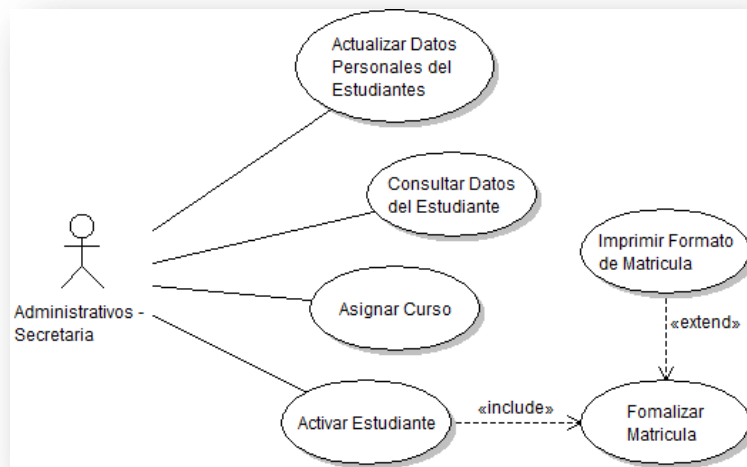 Actualizar Datos
Personales del
Estudiantes
Consultar Datos
del Estudiante
Imprimir Formato
de Matricula
Administrativos -
Secretaria
Asignar Curso
«extend»
Activar Estudiante
«include»
Fomalizar
Matricula